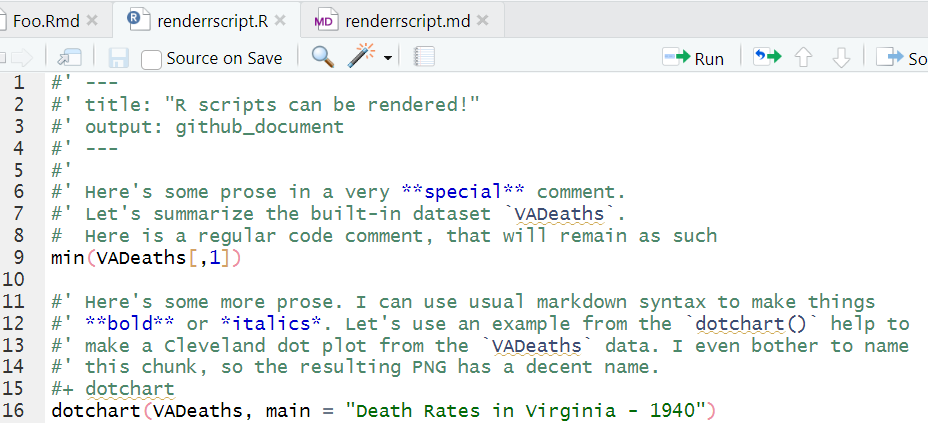 Foo.Rmd renderrscript.R renderrscript.md
Source on Save Run So
1 #' ---
2 #' title: "R scripts can be rendered!"
3 #' output: github_document
4 #' ---
5 #'
6 #' Here's some prose in a very **special** comment.
7 #' Let's summarize the built-in dataset `VADeaths`.
8 #  Here is a regular code comment, that will remain as such
9 min(VADeaths[,1])
10
11 #' Here's some more prose. I can use usual markdown syntax to make things
12 #' **bold** or *italics*. Let's use an example from the `dotchart()` help to
13 #' make a Cleveland dot plot from the `VADeaths` data. I even bother to name
14 #' this chunk, so the resulting PNG has a decent name.
15 #+ dotchart
16 dotchart(VADeaths, main = "Death Rates in Virginia - 1940")